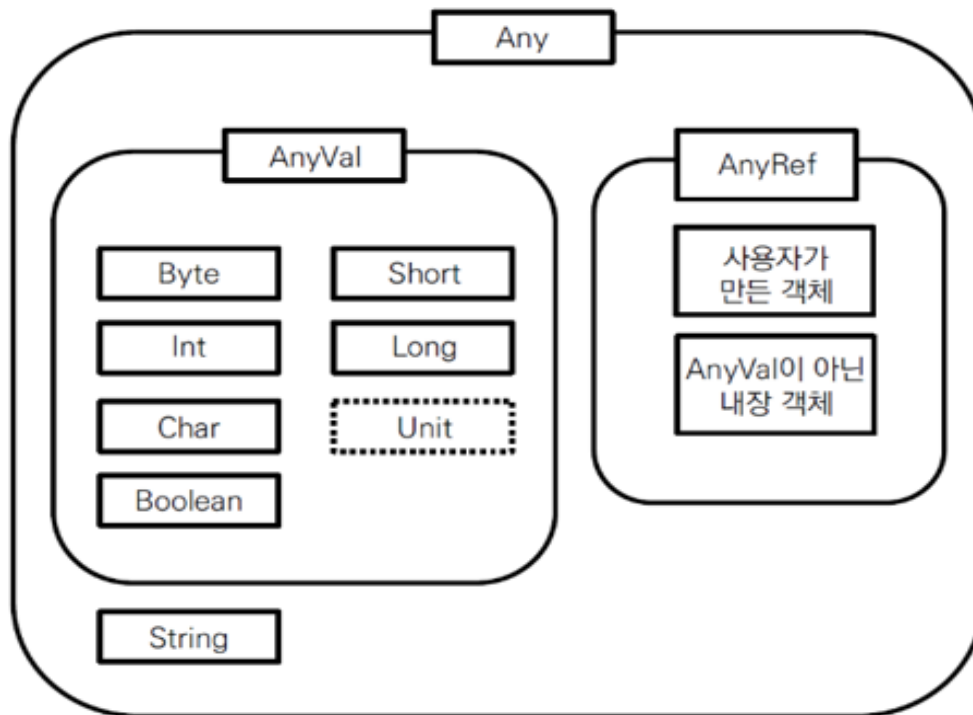 Any
AnyVal
AnyRef
Byte
Short
사용자가
만든 객체
Int
Long
AnyVal이 아닌
내장 객체
Char
Unit
Boolean
String